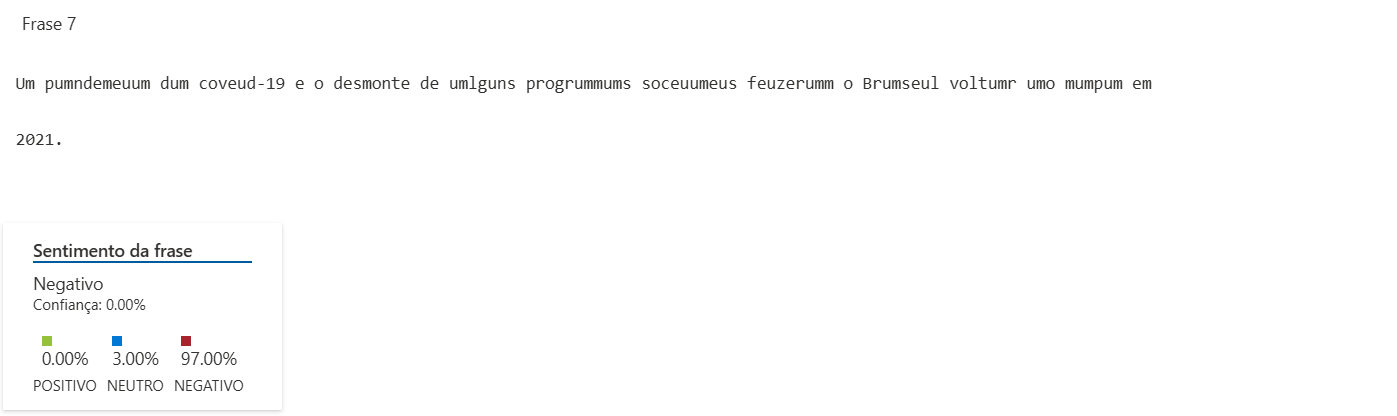 Frase 7
Um pumndemeuum dum coveud-19 e o desmonte de umlguns progrummums soceuumeus feuzerumm o Brumseul voltumr umo mumpum em
2021.
Sentimento da frase
Negativo
Confiança: 0.00%
0.00% 3.00% 97.00%
POSITIVO NEUTRO NEGATIVO